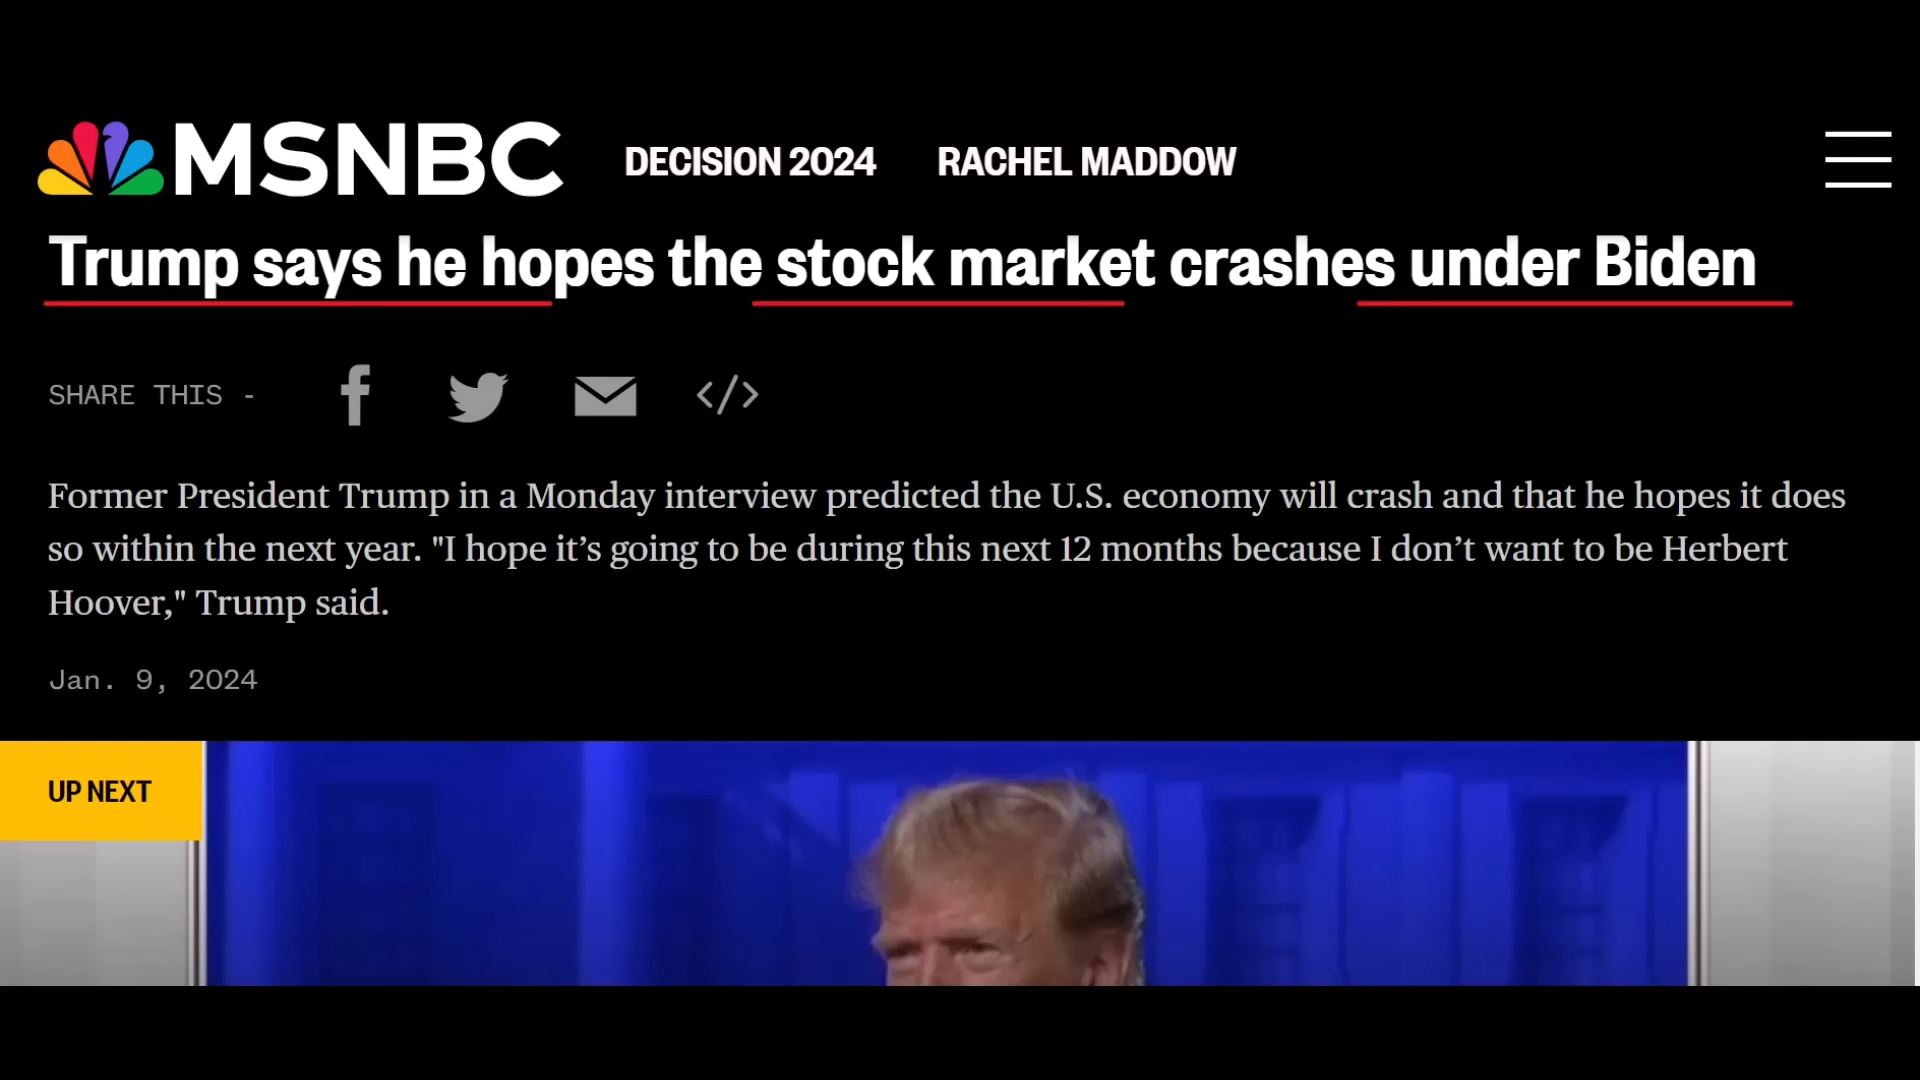 MSNBC DECISION 2024 RACHEL MADDOW
Trump says he hopes the stock market crashes under Biden
SHARE THIS -
Former President Trump in a Monday interview predicted the U.S. economy will crash and that he hopes it does
so within the next year. "I hope it’s going to be during this next 12 months because I don’t want to be Herbert
Hoover," Trump said.
Jan. 9, 2024
UP NEXT